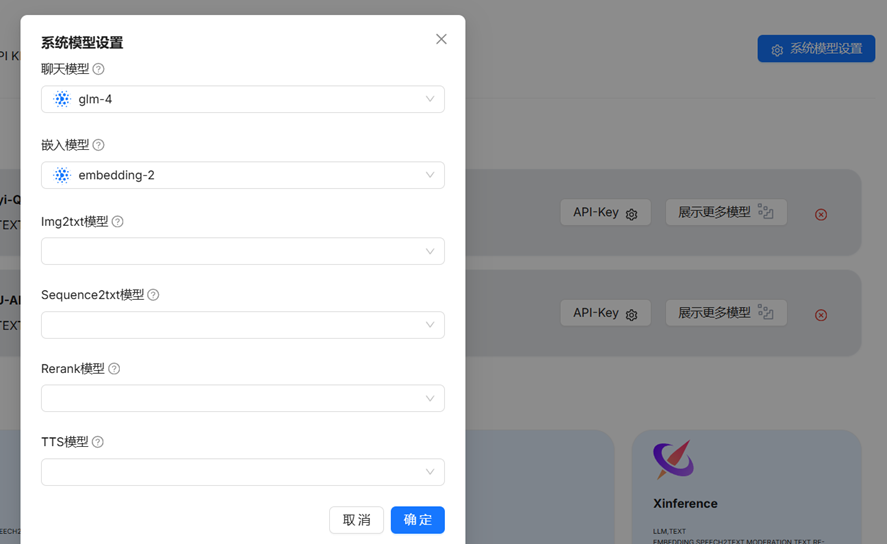 系统模型设置
PI K
系统模型设置
聊天模型
glm-4
嵌入模型
embedding-2
yi-Q
TEXT
API-Key
展示更多模型
Img2txt模型
Sequence2txt模型
U-AI
TEXT
API-Key
展示更多模型
Rerank模型
TTS模型
取消
确定
EECH2
Xinference
LLM,TEXT
EMBEDDING,SPEECH2TEXT,MODERATION,TEXT RE-